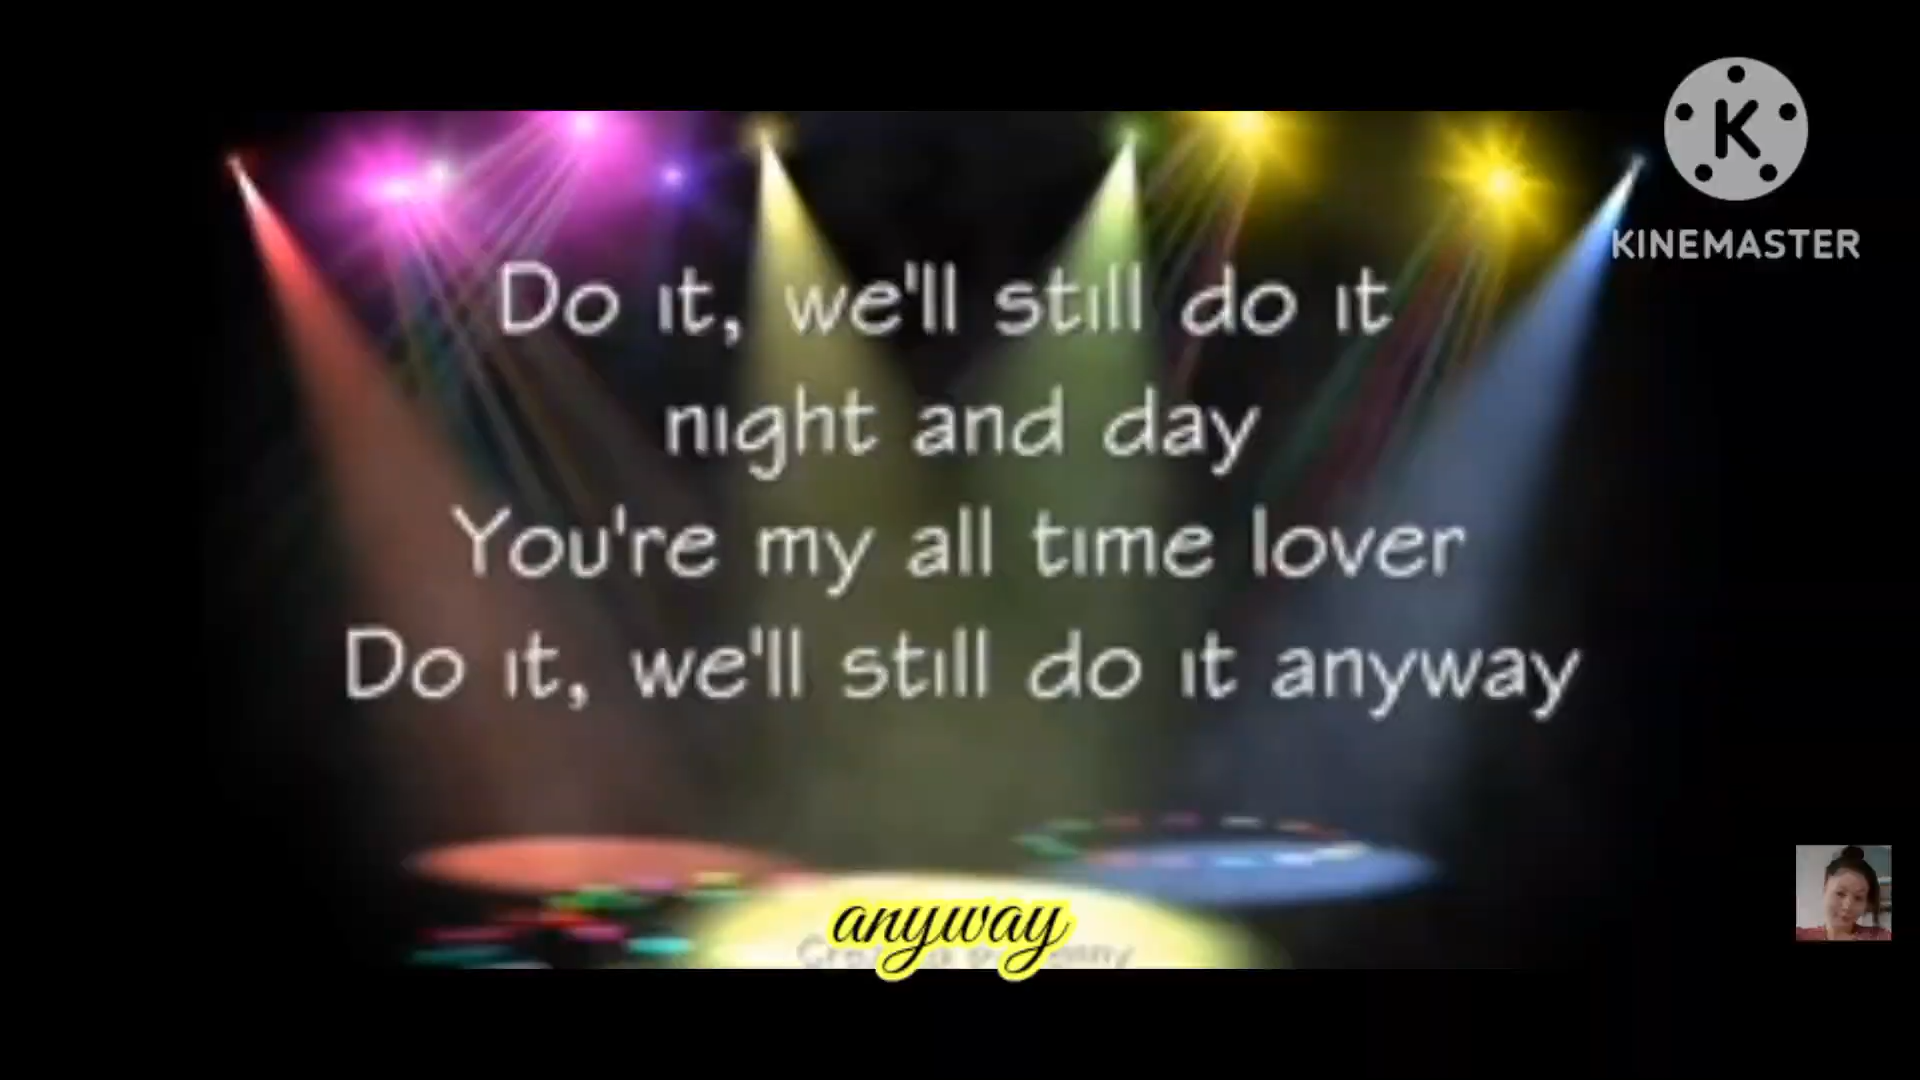 K
KINEMASTER
Do it, we'll still do it
night and day
You're my all time lover
Do it, we'll still do it anyway
anyway